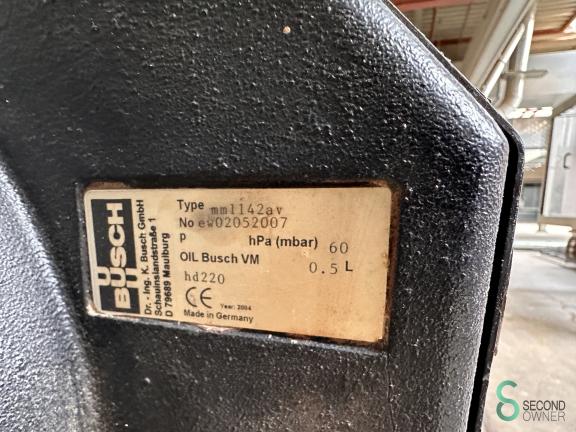 BUSCH
Dr. - Ing. K. Busch GmbH
Schauinslandstraße 1
D 79689 Maulburg
Type mm1142av
No ew02052007
P hPa (mbar) 60
OIL Busch VM 0.5 L
hd220
CE Year: 2004
Made in Germany
SECOND
OWNER